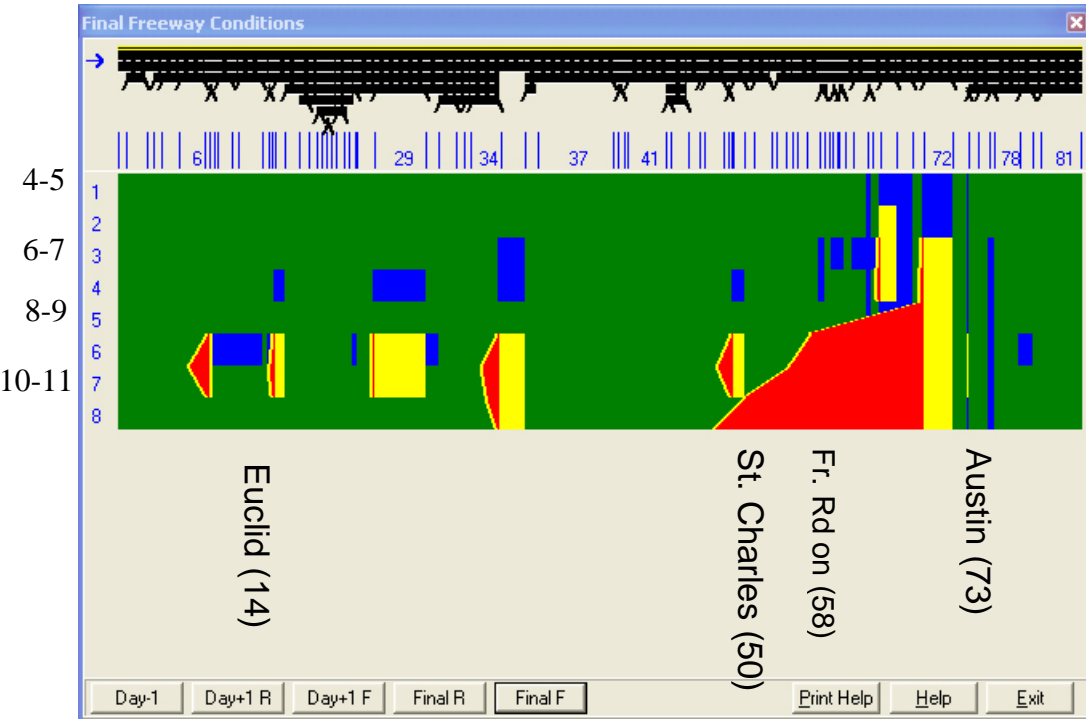 Final Freeway Conditions
6 29 34 37 41 72 78 81
4-5
1
2
6-7
3
4
8-9
5
6
10-11
7
8
Euclid (14)
St. Charles (50)
Fr. Rd on (58)
Austin (73)
Day-1 Day+1 R Day+1 F Final R Final F Print Help Help Exit